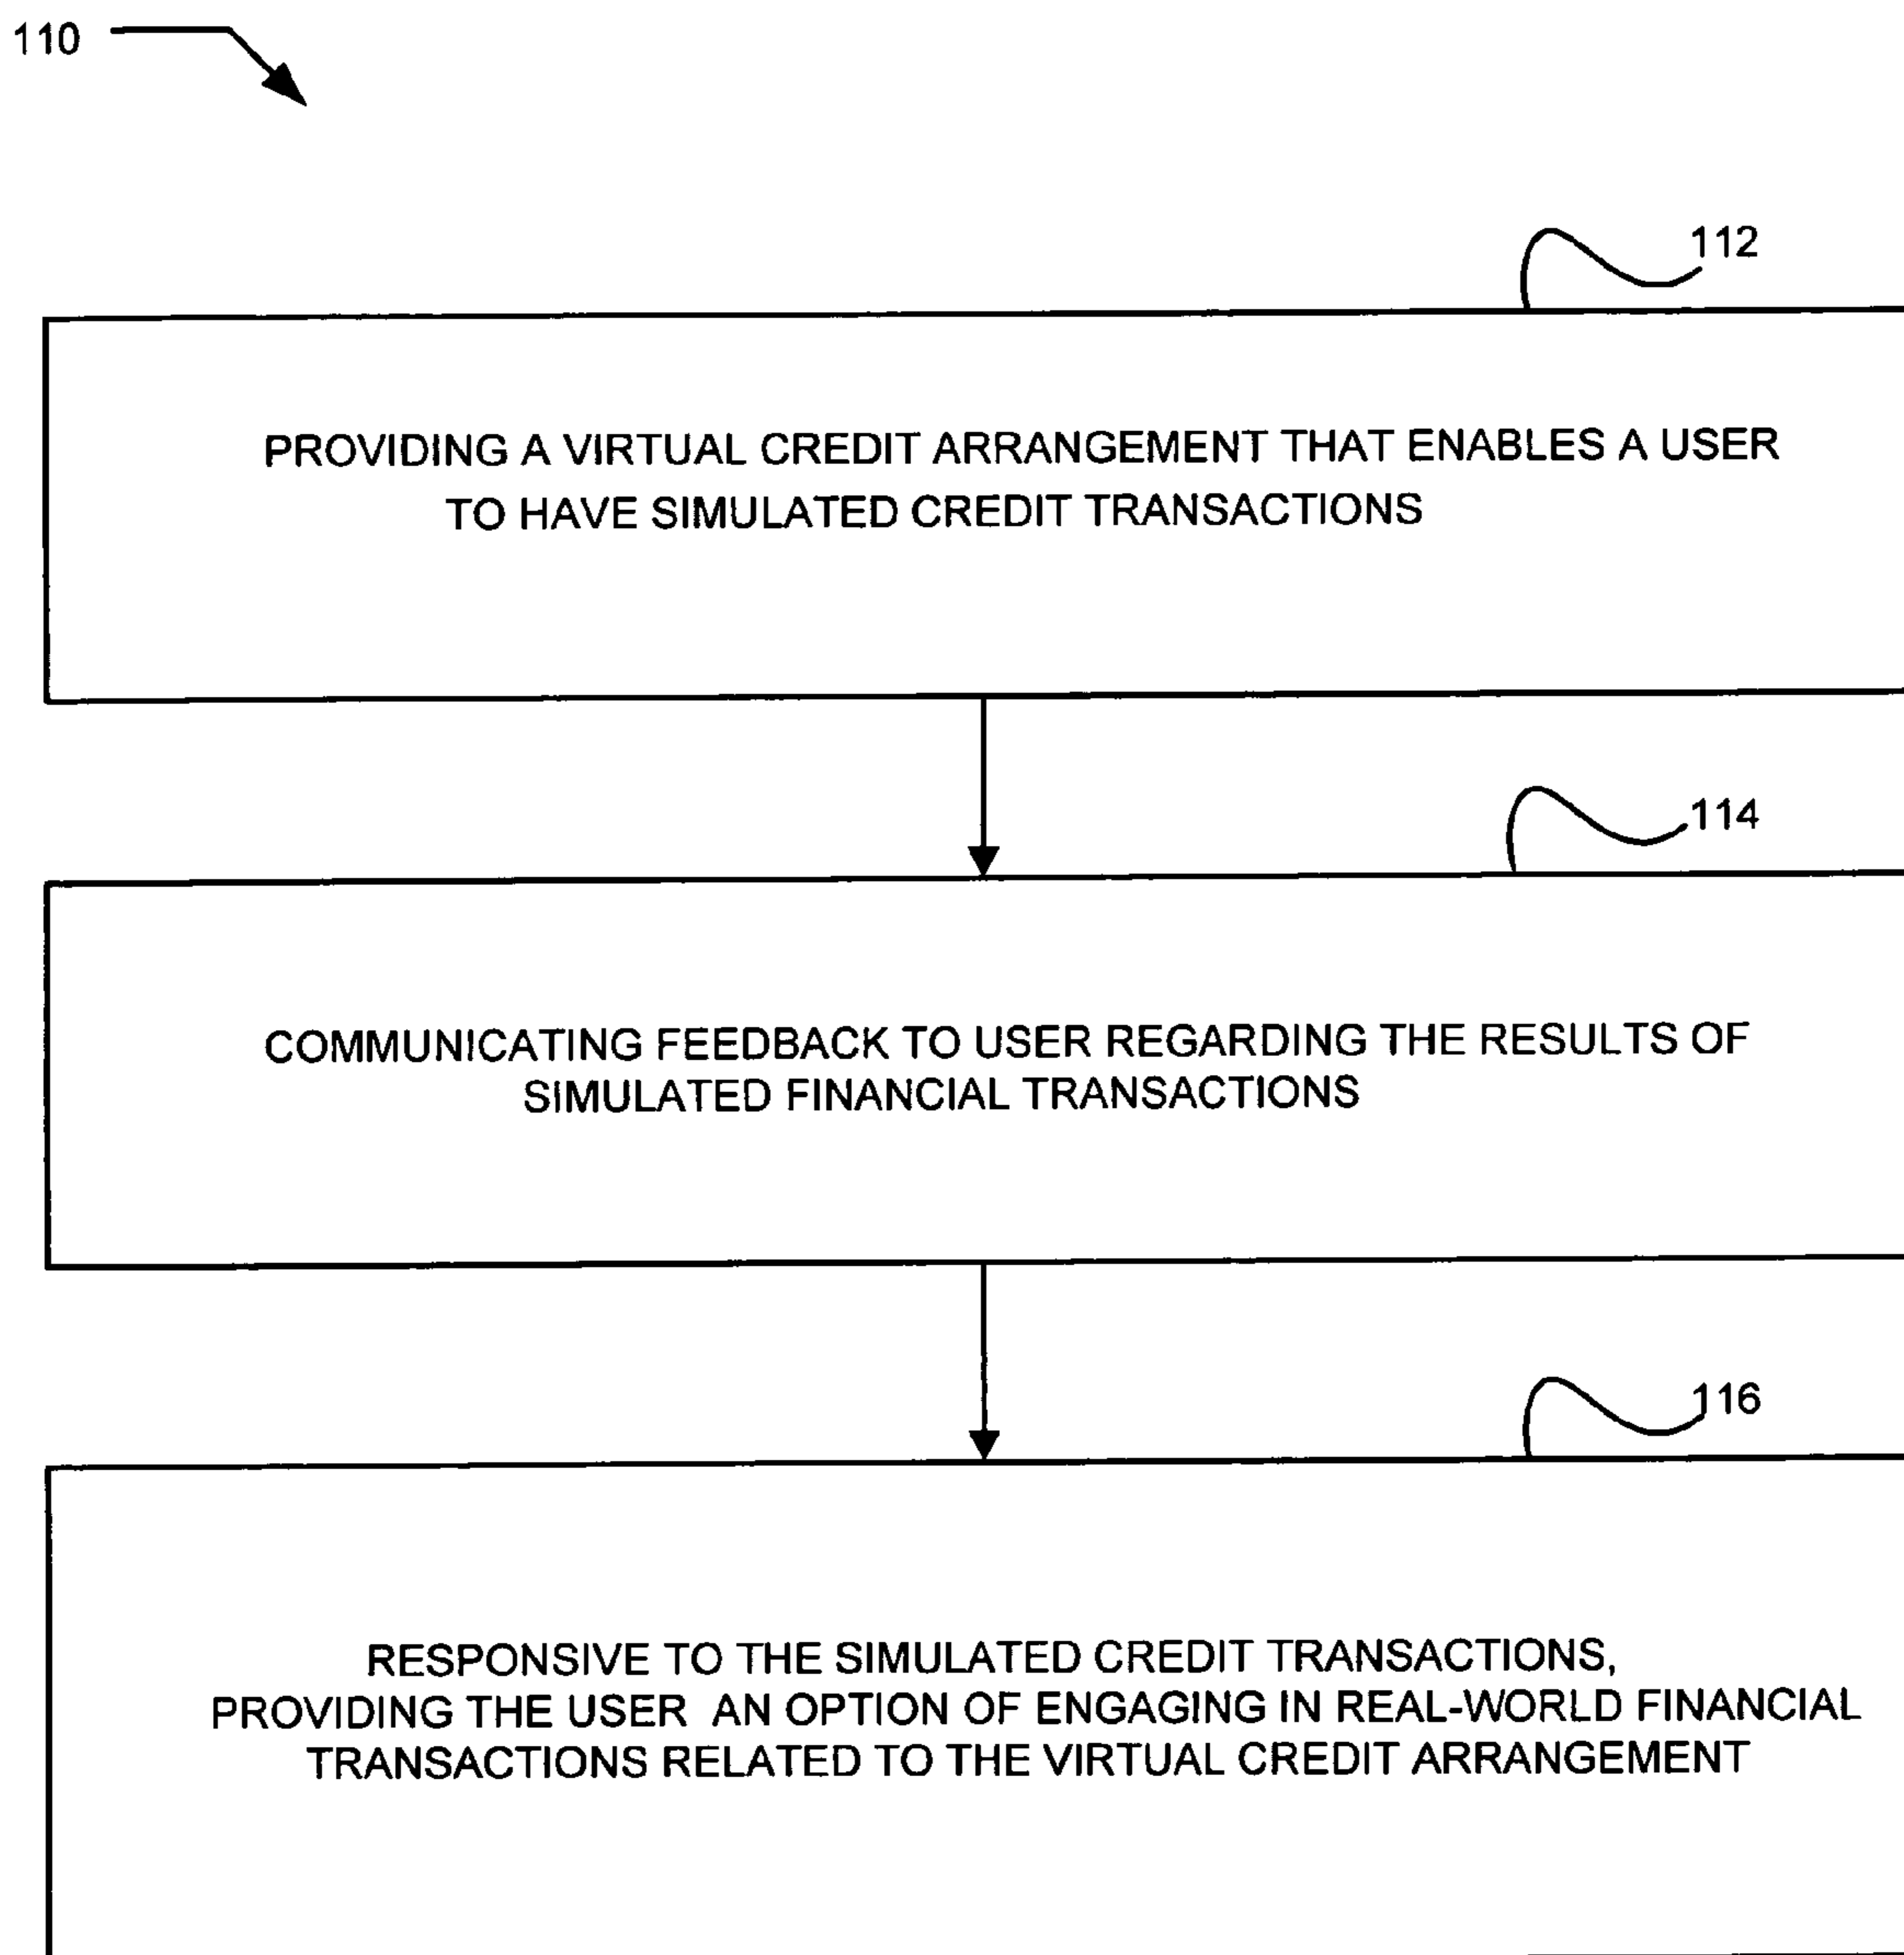 110
112
PROVIDING A VIRTUAL CREDIT ARRANGEMENT THAT ENABLES A USER
TO HAVE SIMULATED CREDIT TRANSACTIONS
114
COMMUNICATING FEEDBACK TO USER REGARDING THE RESULTS OF
SIMULATED FINANCIAL TRANSACTIONS
116
RESPONSIVE TO THE SIMULATED CREDIT TRANSACTIONS,
PROVIDING THE USER AN OPTION OF ENGAGING IN REAL-WORLD FINANCIAL
TRANSACTIONS RELATED TO THE VIRTUAL CREDIT ARRANGEMENT